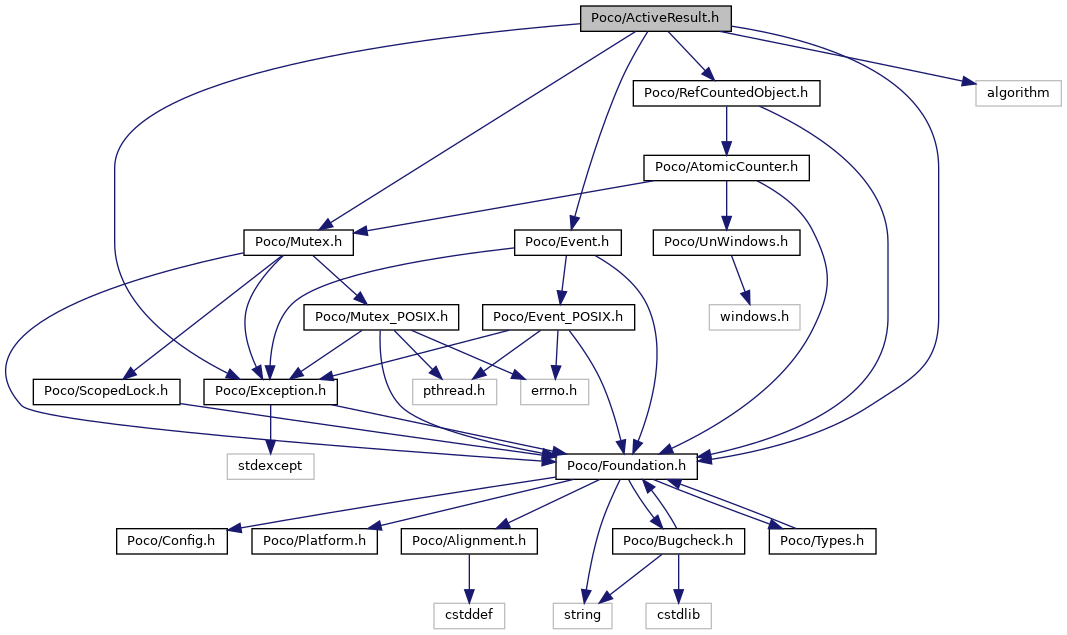 Poco/ActiveResult.h
Poco/RefCountedObject.h
algorithm
Poco/AtomicCounter.h
Poco/Mutex.h
Poco/Event.h
Poco/UnWindows.h
Poco/Mutex_POSIX.h
Poco/Event_POSIX.h
windows.h
Poco/ScopedLock.h
Poco/Exception.h
pthread.h
errno.h
stdexcept
Poco/Foundation.h
Poco/Config.h
Poco/Platform.h
Poco/Alignment.h
Poco/Bugcheck.h
Poco/Types.h
cstddef
string
cstdlib